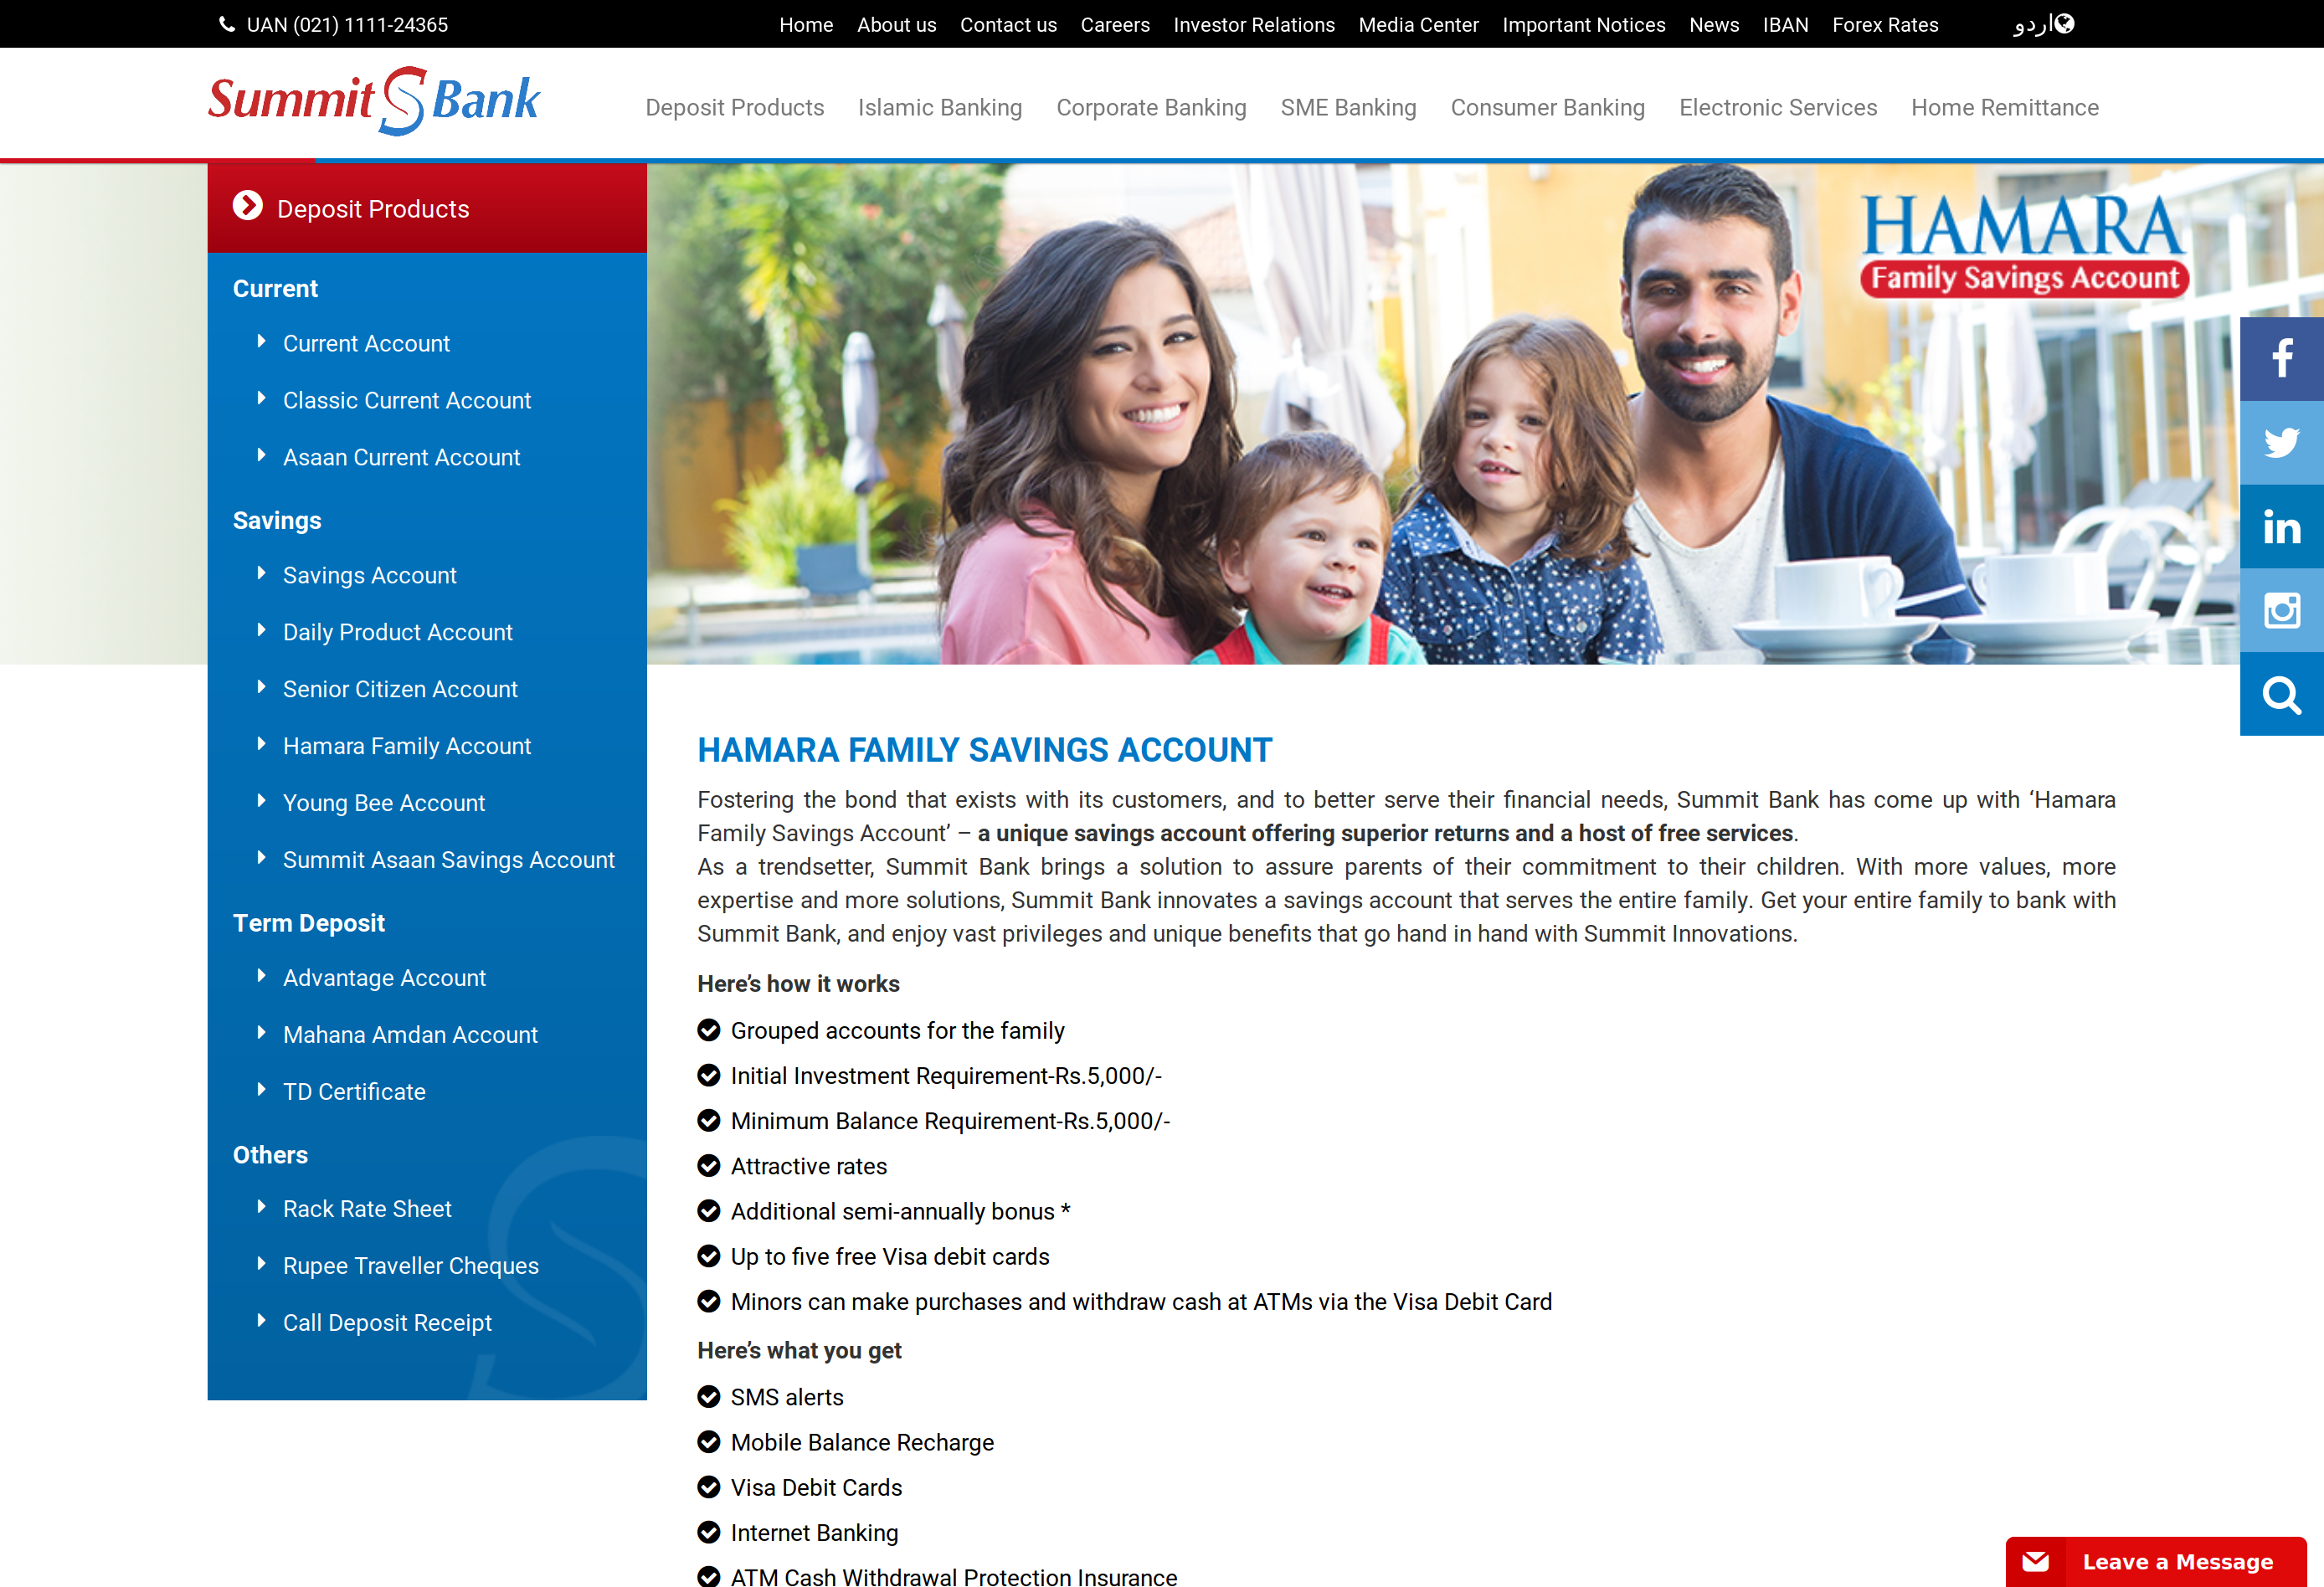 UAN (021) 1111-24365
Home About us Contact us Careers Investor Relations Media Center Important Notices News IBAN Forex Rates اردو
Summit S Bank
Deposit Products Islamic Banking Corporate Banking SME Banking Consumer Banking Electronic Services Home Remittance
Deposit Products
Current
Current Account
Classic Current Account
Asaan Current Account
Savings
Savings Account
Daily Product Account
Senior Citizen Account
Hamara Family Account
Young Bee Account
Summit Asaan Savings Account
Term Deposit
Advantage Account
Mahana Amdan Account
TD Certificate
Others
Rack Rate Sheet
Rupee Traveller Cheques
Call Deposit Receipt
HAMARA
Family Savings Account
HAMARA FAMILY SAVINGS ACCOUNT
Fostering the bond that exists with its customers, and to better serve their financial needs, Summit Bank has come up with ‘Hamara
Family Savings Account’ – a unique savings account offering superior returns and a host of free services.
As a trendsetter, Summit Bank brings a solution to assure parents of their commitment to their children. With more values, more
expertise and more solutions, Summit Bank innovates a savings account that serves the entire family. Get your entire family to bank with
Summit Bank, and enjoy vast privileges and unique benefits that go hand in hand with Summit Innovations.
Here’s how it works
Grouped accounts for the family
Initial Investment Requirement-Rs.5,000/-
Minimum Balance Requirement-Rs.5,000/-
Attractive rates
Additional semi-annually bonus *
Up to five free Visa debit cards
Minors can make purchases and withdraw cash at ATMs via the Visa Debit Card
Here’s what you get
SMS alerts
Mobile Balance Recharge
Visa Debit Cards
Internet Banking
ATM Cash Withdrawal Protection Insurance
Leave a Message